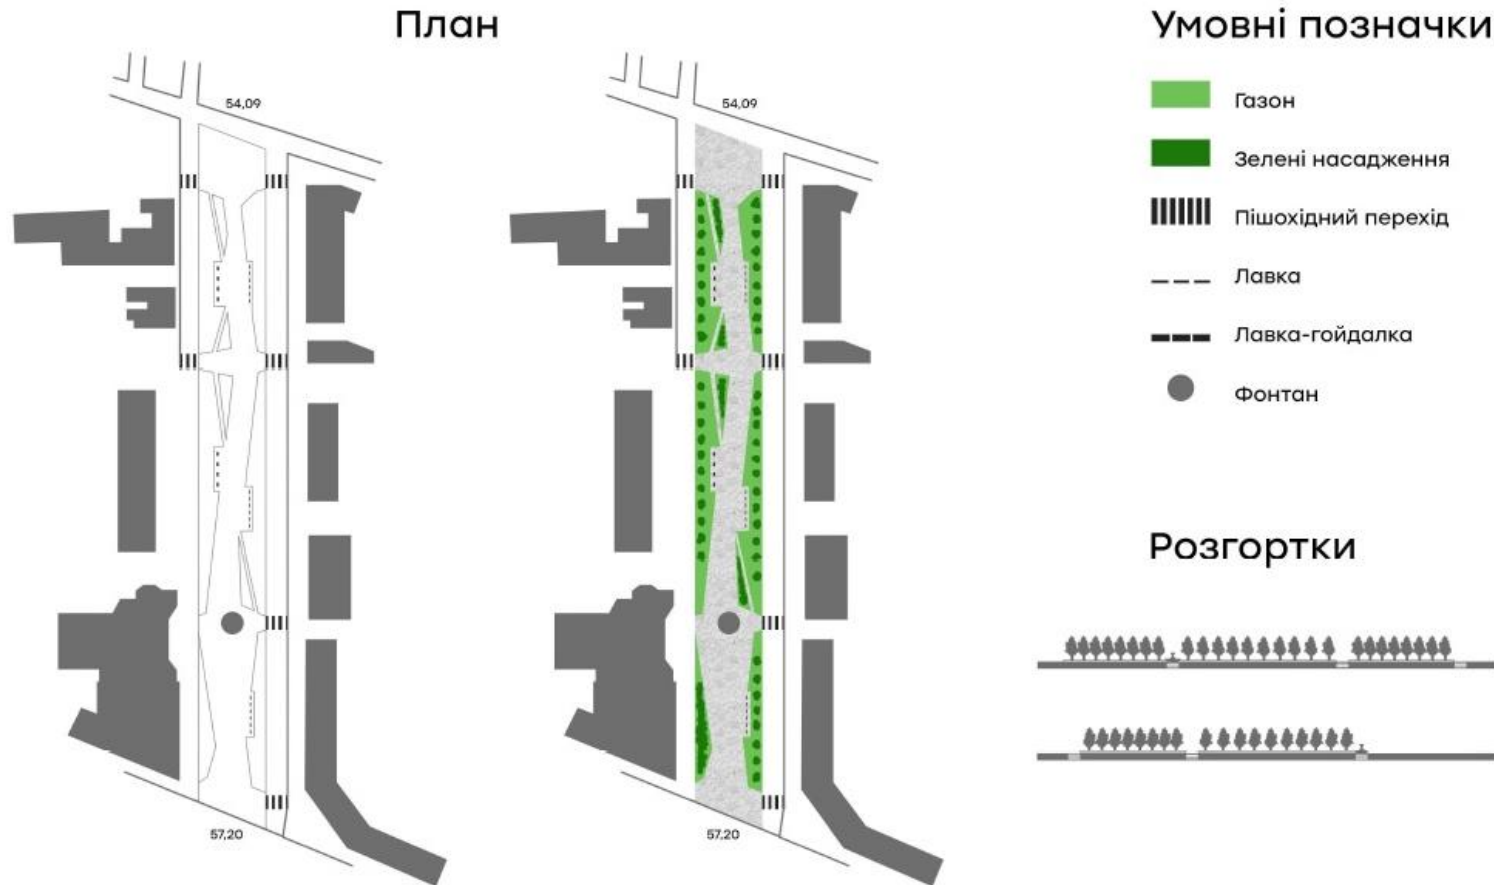 План
Умовні позначки
54,09
54,09
Газон
Зелені насадження
Пішохідний перехід
Лавка
Лавка-гойдалка
Фонтан
Розгортки
57,20
57,20